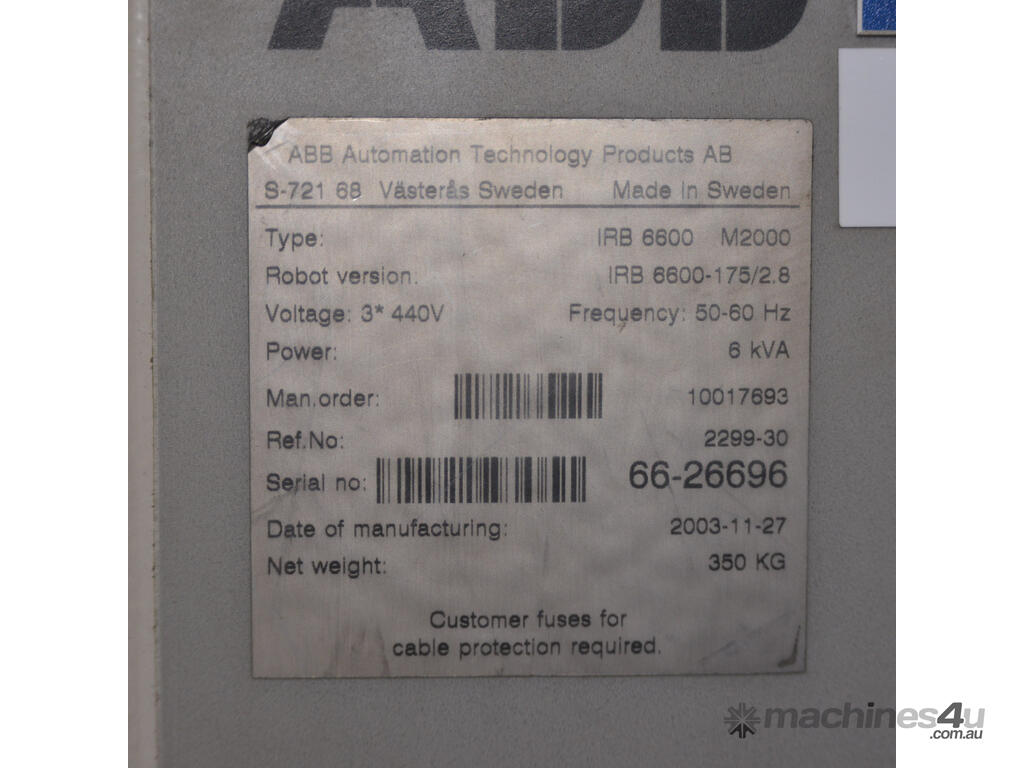 ABB
ABB Automation Technology Products AB
S-721 68 Västerås Sweden Made in Sweden
Type: IRB 6600 M2000
Robot version: IRB 6600-175/2.8
Voltage: 3* 440V Frequency: 50-60 Hz
Power: 6 kVA
Man.order: 10017693
Ref.No: 2299-30
Serial no: 66-26696
Date of manufacturing: 2003-11-27
Net weight: 350 KG
Customer fuses for
cable protection required.
machines4u
.com.au